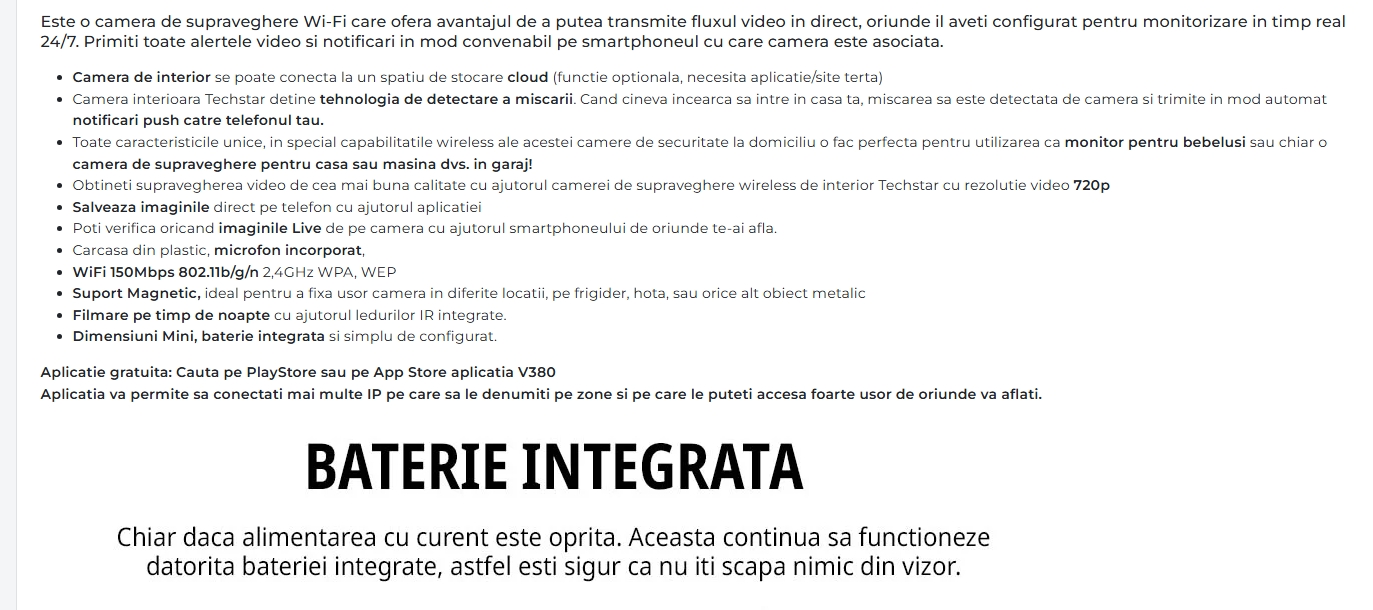 Este o camera de supraveghere Wi-Fi care ofera avantajul de a putea transmite fluxul video in direct, oriunde il aveti configurat pentru monitorizare in timp real
24/7. Primiti toate alertele video si notificari in mod convenabil pe smartphoneul cu care camera este asociata.
Camera de interior se poate conecta la un spatiu de stocare cloud (functie optionala, necesita aplicatie/site terta)
Camera interioara Techstar detine tehnologia de detectare a miscarii. Cand cineva incearca sa intre in casa ta, miscarea sa este detectata de camera si trimite in mod automat
notificari push catre telefonul tau.
Toate caracteristicile unice, in special capabilitatile wireless ale acestei camere de securitate la domiciliu o fac perfecta pentru utilizarea ca monitor pentru bebelusi sau chiar o
camera de supraveghere pentru casa sau masina dvs. in garaj!
Obtineti supravegherea video de cea mai buna calitate cu ajutorul camerei de supraveghere wireless de interior Techstar cu rezolutie video 720p
Salveaza imaginile direct pe telefon cu ajutorul aplicatiei
Poti verifica oricand imaginile Live de pe camera cu ajutorul smartphoneului de oriunde te-ai afla.
Carcasa din plastic, microfon incorporat,
WiFi 150Mbps 802.11b/g/n 2,4GHz WPA, WEP
Suport Magnetic, ideal pentru a fixa usor camera in diferite locatii, pe frigider, hota, sau orice alt obiect metalic
Filmare pe timp de noapte cu ajutorul ledurilor IR integrate.
Dimensiuni Mini, baterie integrata si simplu de configurat.
Aplicatie gratuita: Cauta pe PlayStore sau pe App Store aplicatia V380
Aplicatia va permite sa conectati mai multe IP pe care sa le denumiti pe zone si pe care le puteti accesa foarte usor de oriunde va aflati.
BATERIE INTEGRATA
Chiar daca alimentarea cu curent este oprita. Aceasta continua sa functioneze
datorita bateriei integrate, astfel esti sigur ca nu iti scapa nimic din vizor.